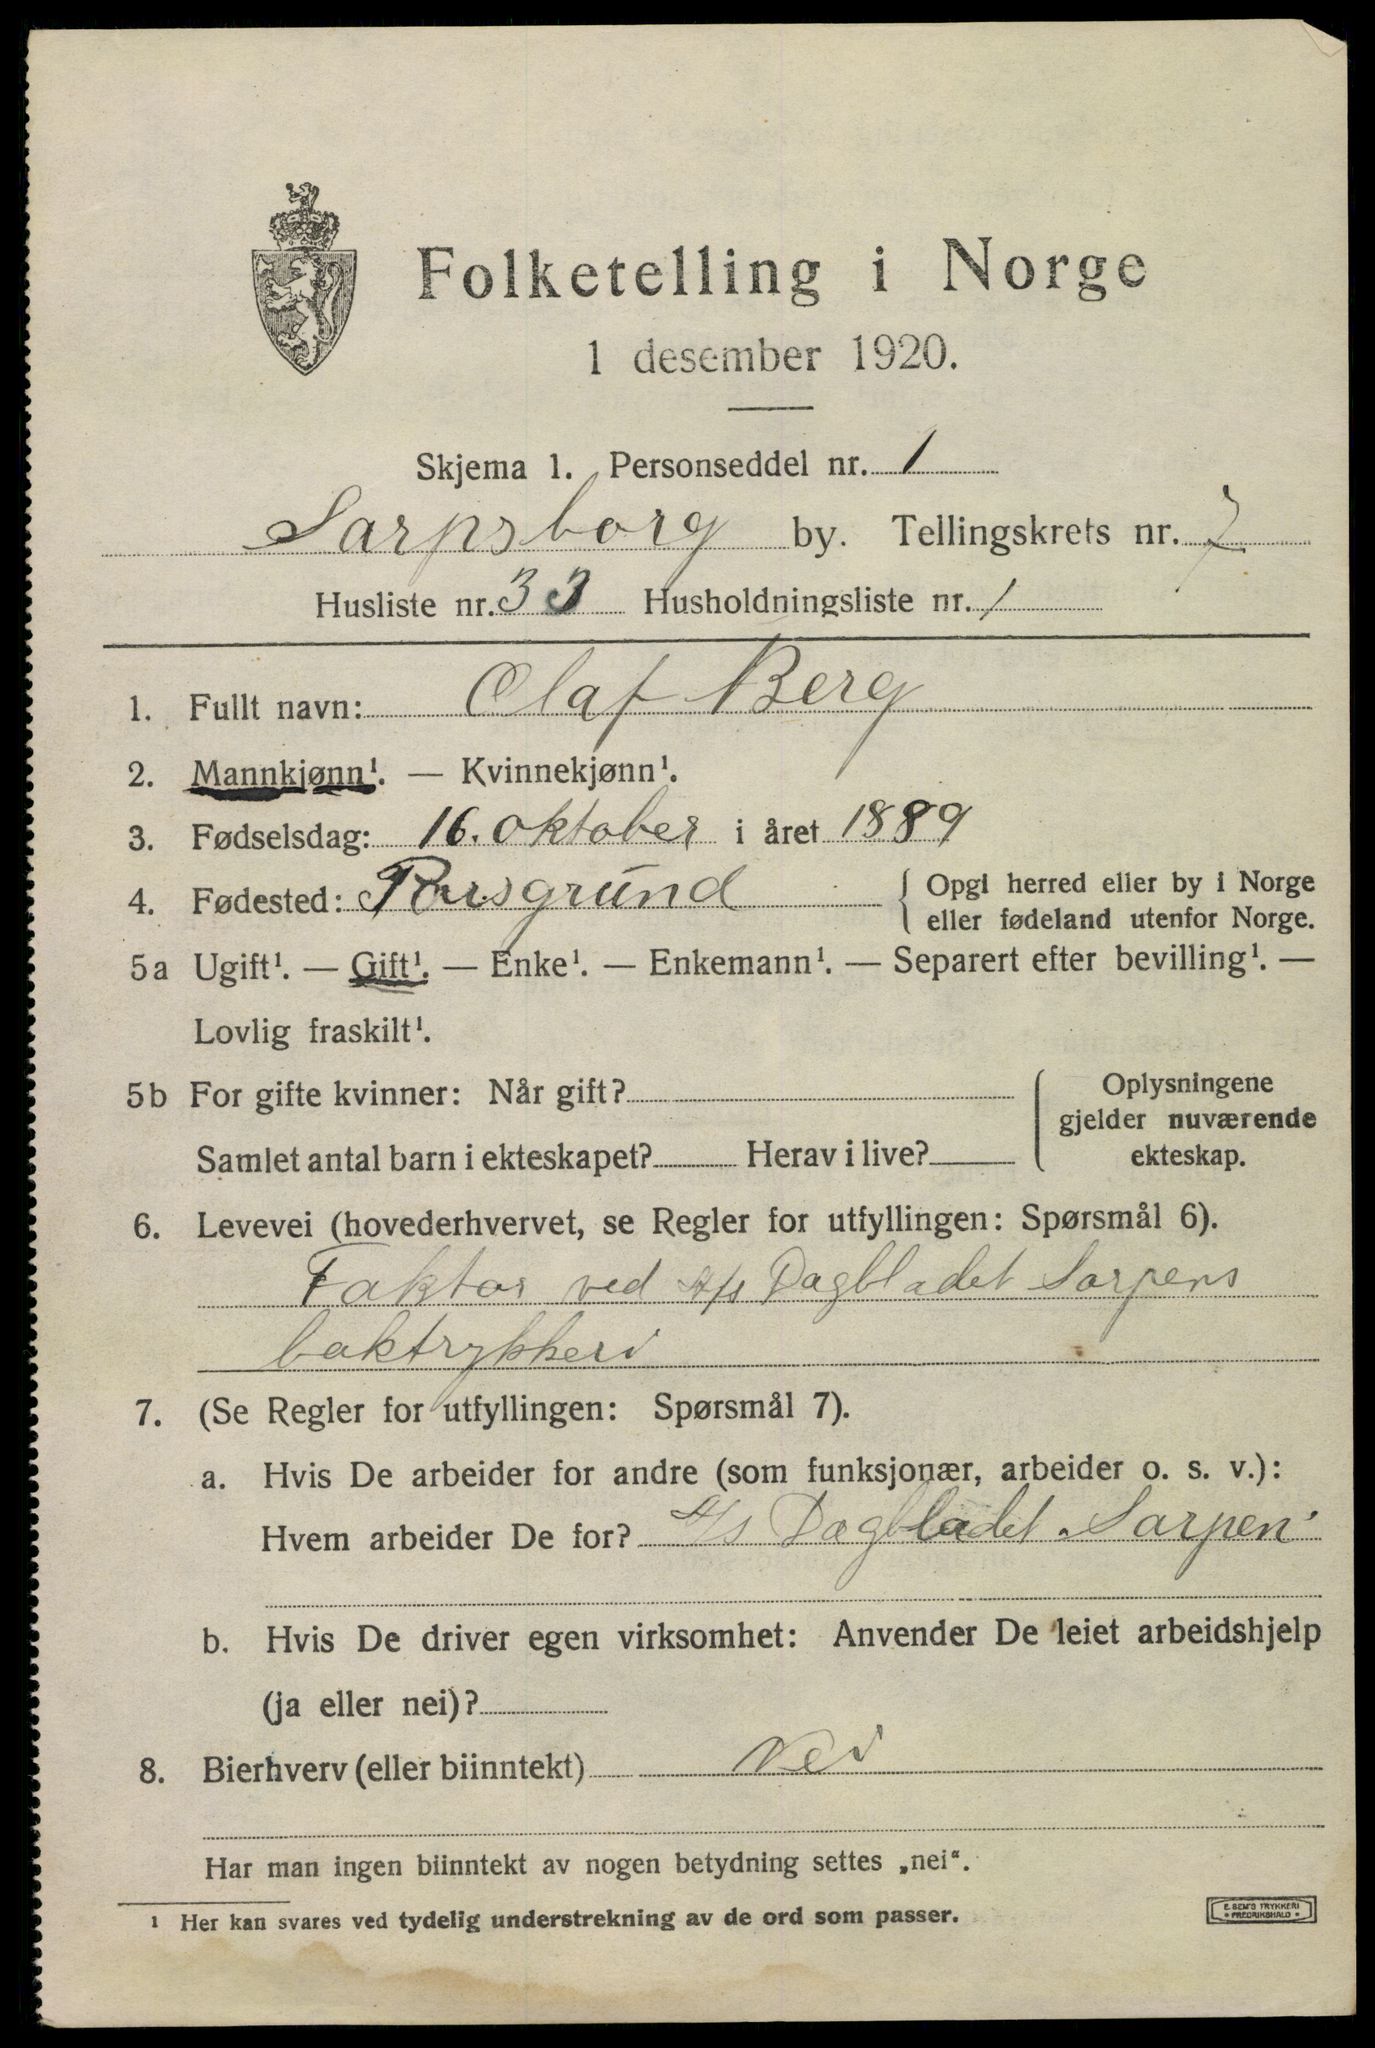 Folketelling i Norge
1 desember 1920.
Skjema 1. Personseddel nr. 1
Sarpsborg by. Tellingskrets nr. 7
Husliste nr. 33 Husholdningsliste nr. 1
1. Fullt navn: Olaf Berg
2. Mannkjønn¹. — Kvinnekjønn¹.
3. Fødselsdag: 16. oktober i året 1889
4. Fødested: Porsgrund { Opgi herred eller by i Norge
eller fødeland utenfor Norge.
5a Ugift¹. — Gift¹. — Enke¹. — Enkemann¹. — Separert efter bevilling¹. —
Lovlig fraskilt¹.
5b For gifte kvinner: Når gift?
Samlet antal barn i ekteskapet? Herav i live?
Oplysningene
gjelder nuværende
ekteskap.
6. Levevei (hovederhvervet, se Regler for utfyllingen: Spørsmål 6).
Faktor ved A/s Dagbladet Sarpens
boktrykkeri
7. (Se Regler for utfyllingen: Spørsmål 7).
a. Hvis De arbeider for andre (som funksjonær, arbeider o. s. v.):
Hvem arbeider De for? A/s Dagbladet „Sarpen"
b. Hvis De driver egen virksomhet: Anvender De leiet arbeidshjelp
(ja eller nei)?
8. Bierhverv (eller biinntekt) Nei
Har man ingen biinntekt av nogen betydning settes „nei“.
¹ Her kan svares ved tydelig understrekning av de ord som passer.
E. SEM'S TRYKKERI
• FREDRIKSHALD •